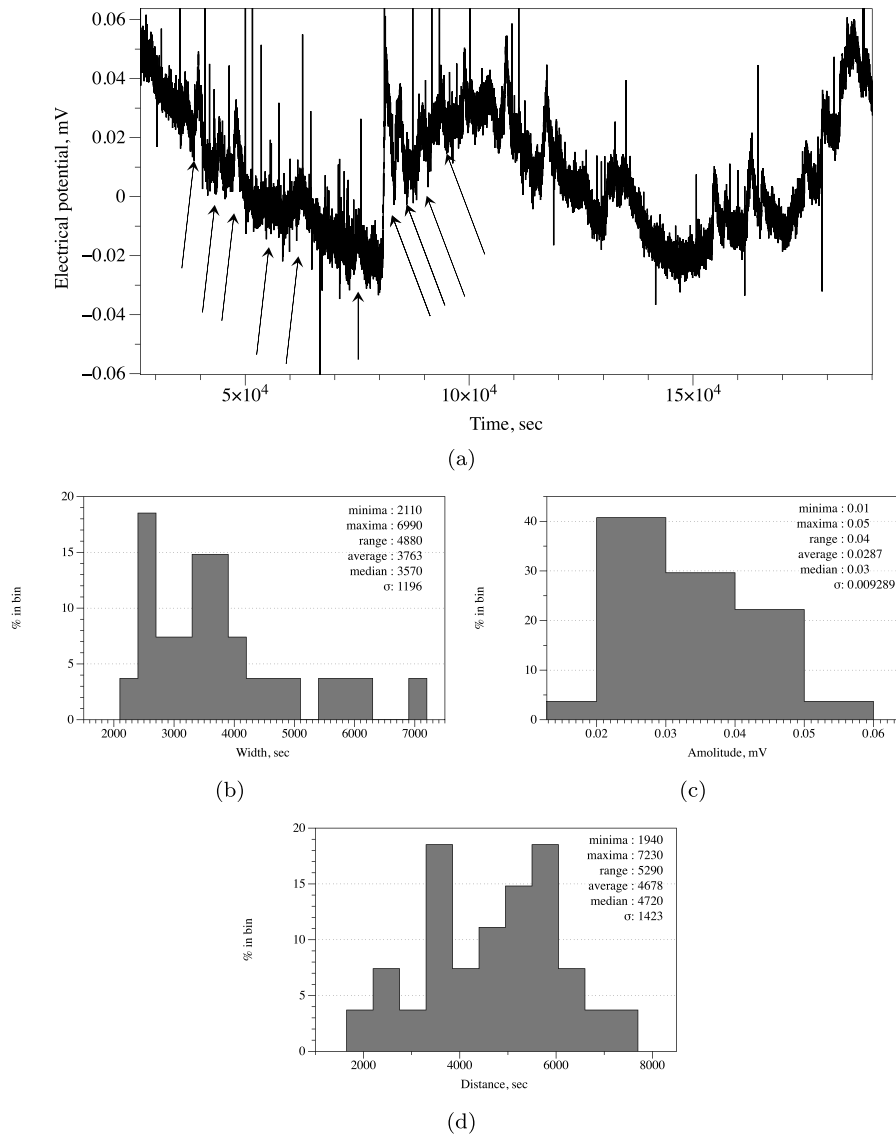 0.06
0.04
0.02
0
−0.02
−0.04
−0.06
Electrical potential, mV
5×10⁴ 10×10⁴ 15×10⁴
Time, sec
(a)
20
15
10
5
0
% in bin
minima : 2110
maxima : 6990
range : 4880
average : 3763
median : 3570
σ: 1196
2000 3000 4000 5000 6000 7000
Width, sec
(b)
40
30
20
10
0
% in bin
minima : 0.01
maxima : 0.05
range : 0.04
average : 0.0287
median : 0.03
σ: 0.009289
0.02 0.03 0.04 0.05 0.06
Amolitude, mV
(c)
20
15
10
5
0
% in bin
minima : 1940
maxima : 7230
range : 5290
average : 4678
median : 4720
σ: 1423
2000 4000 6000 8000
Distance, sec
(d)